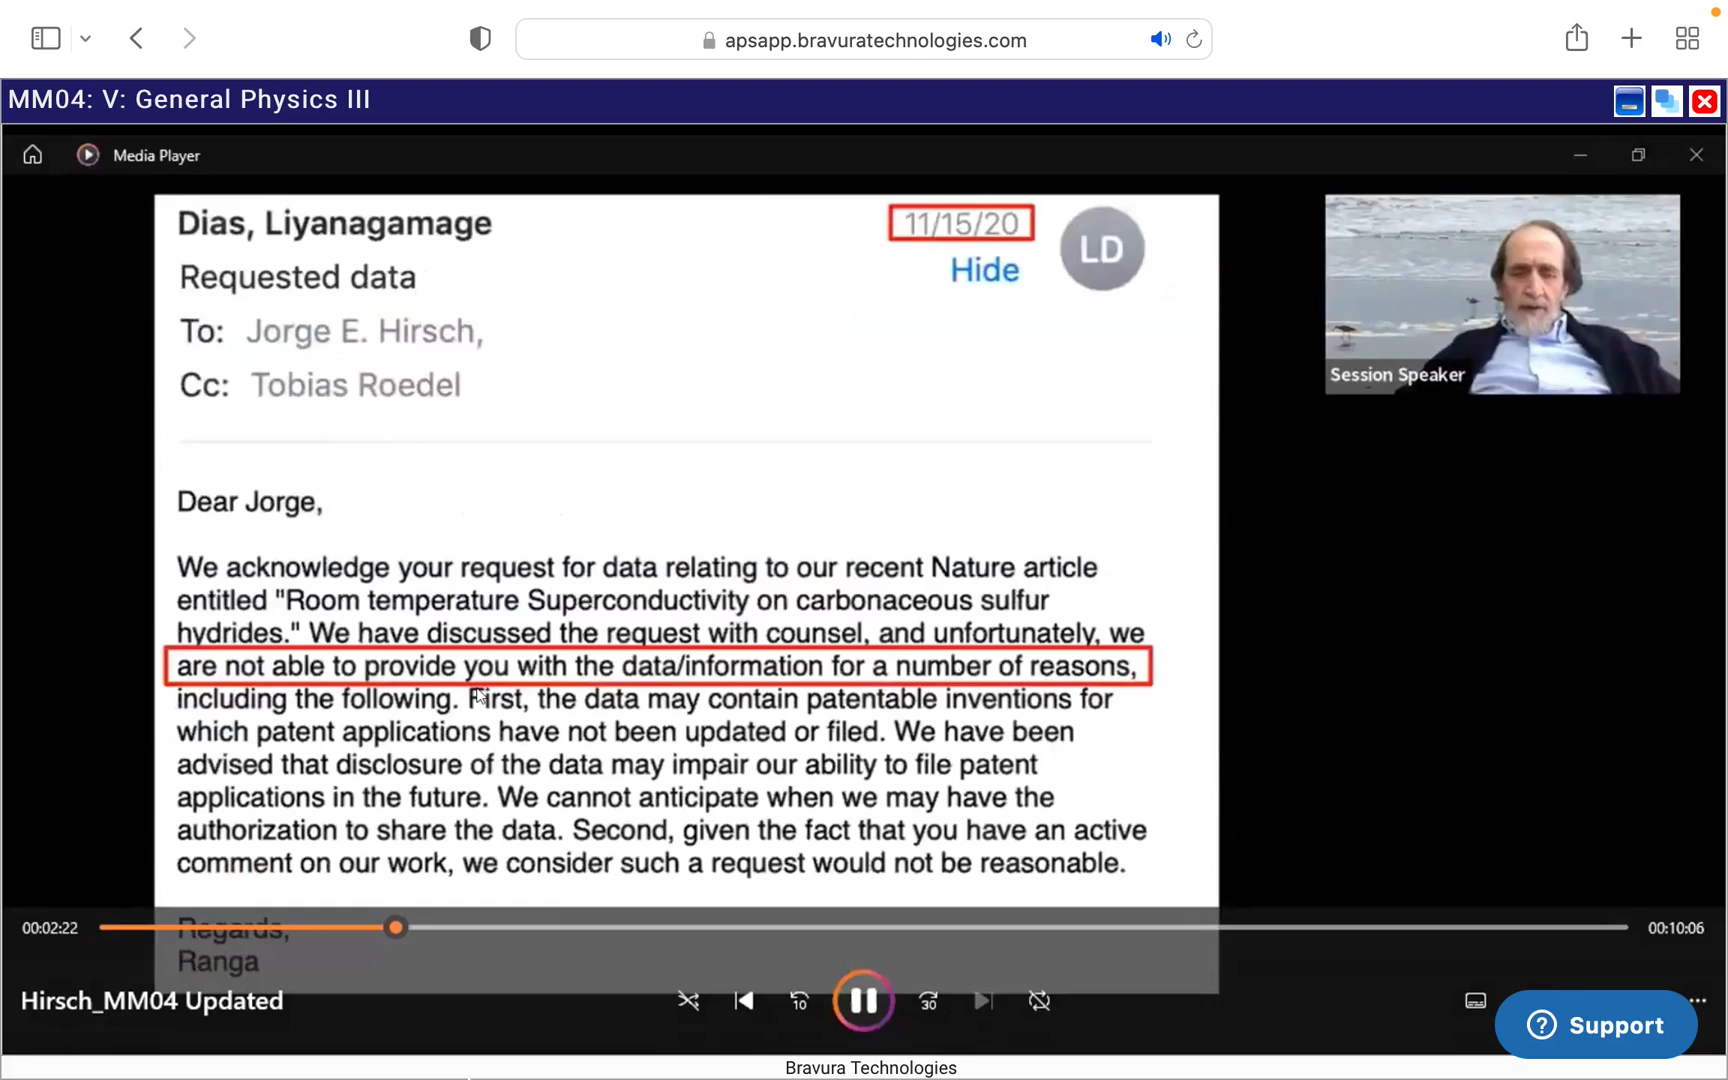 apsapp.bravuratechnologies.com
MM04: V: General Physics III
Media Player
Dias, Liyanagamage
11/15/20
LD
Requested data
Hide
To: Jorge E. Hirsch,
Cc: Tobias Roedel
Session Speaker
Dear Jorge,
We acknowledge your request for data relating to our recent Nature article
entitled "Room temperature Superconductivity on carbonaceous sulfur
hydrides." We have discussed the request with counsel, and unfortunately, we
are not able to provide you with the data/information for a number of reasons,
including the following. First, the data may contain patentable inventions for
which patent applications have not been updated or filed. We have been
advised that disclosure of the data may impair our ability to file patent
applications in the future. We cannot anticipate when we may have the
authorization to share the data. Second, given the fact that you have an active
comment on our work, we consider such a request would not be reasonable.
Regards,
00:02:22
00:10:06
Ranga
Hirsch_MM04 Updated
10
30
Support
Bravura Technologies